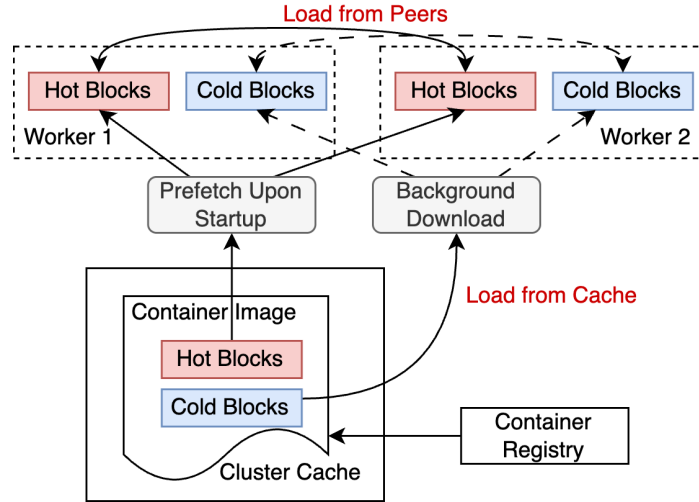 Load from Peers
Hot Blocks
Cold Blocks
Hot Blocks
Cold Blocks
Worker 1
Worker 2
Prefetch Upon
Startup
Background
Download
Load from Cache
Container Image
Hot Blocks
Cold Blocks
Container
Registry
Cluster Cache